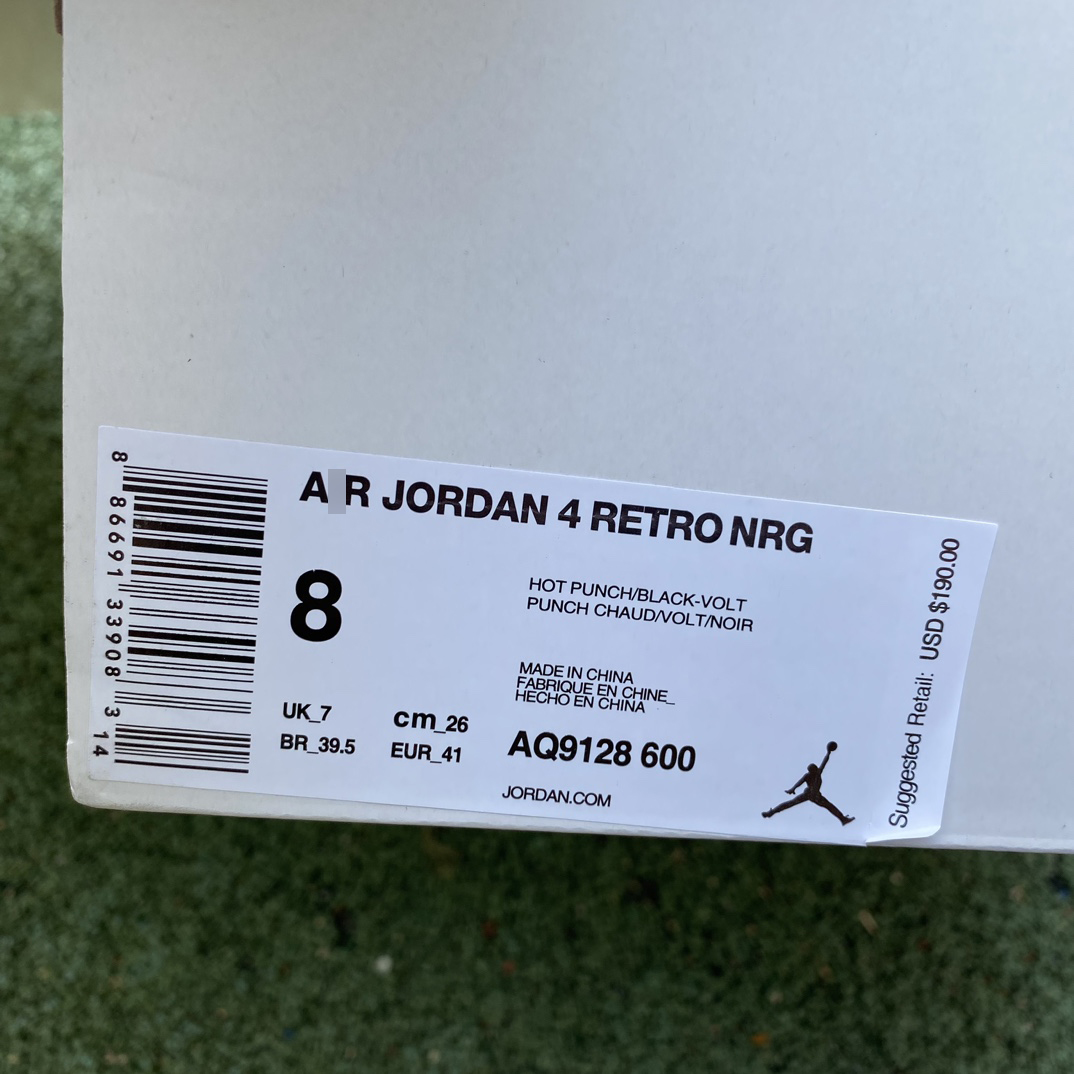 A R JORDAN 4 RETRO NRG
8
HOT PUNCH/BLACK-VOLT
PUNCH CHAUD/VOLT/NOIR
MADE IN CHINA
FABRIQUE EN CHINE_
HECHO EN CHINA
UK_7
cm_26
BR_39.5
EUR_41
AQ9128 600
JORDAN.COM
Suggested Retail: USD $190.00
8 86691 33908 3 14